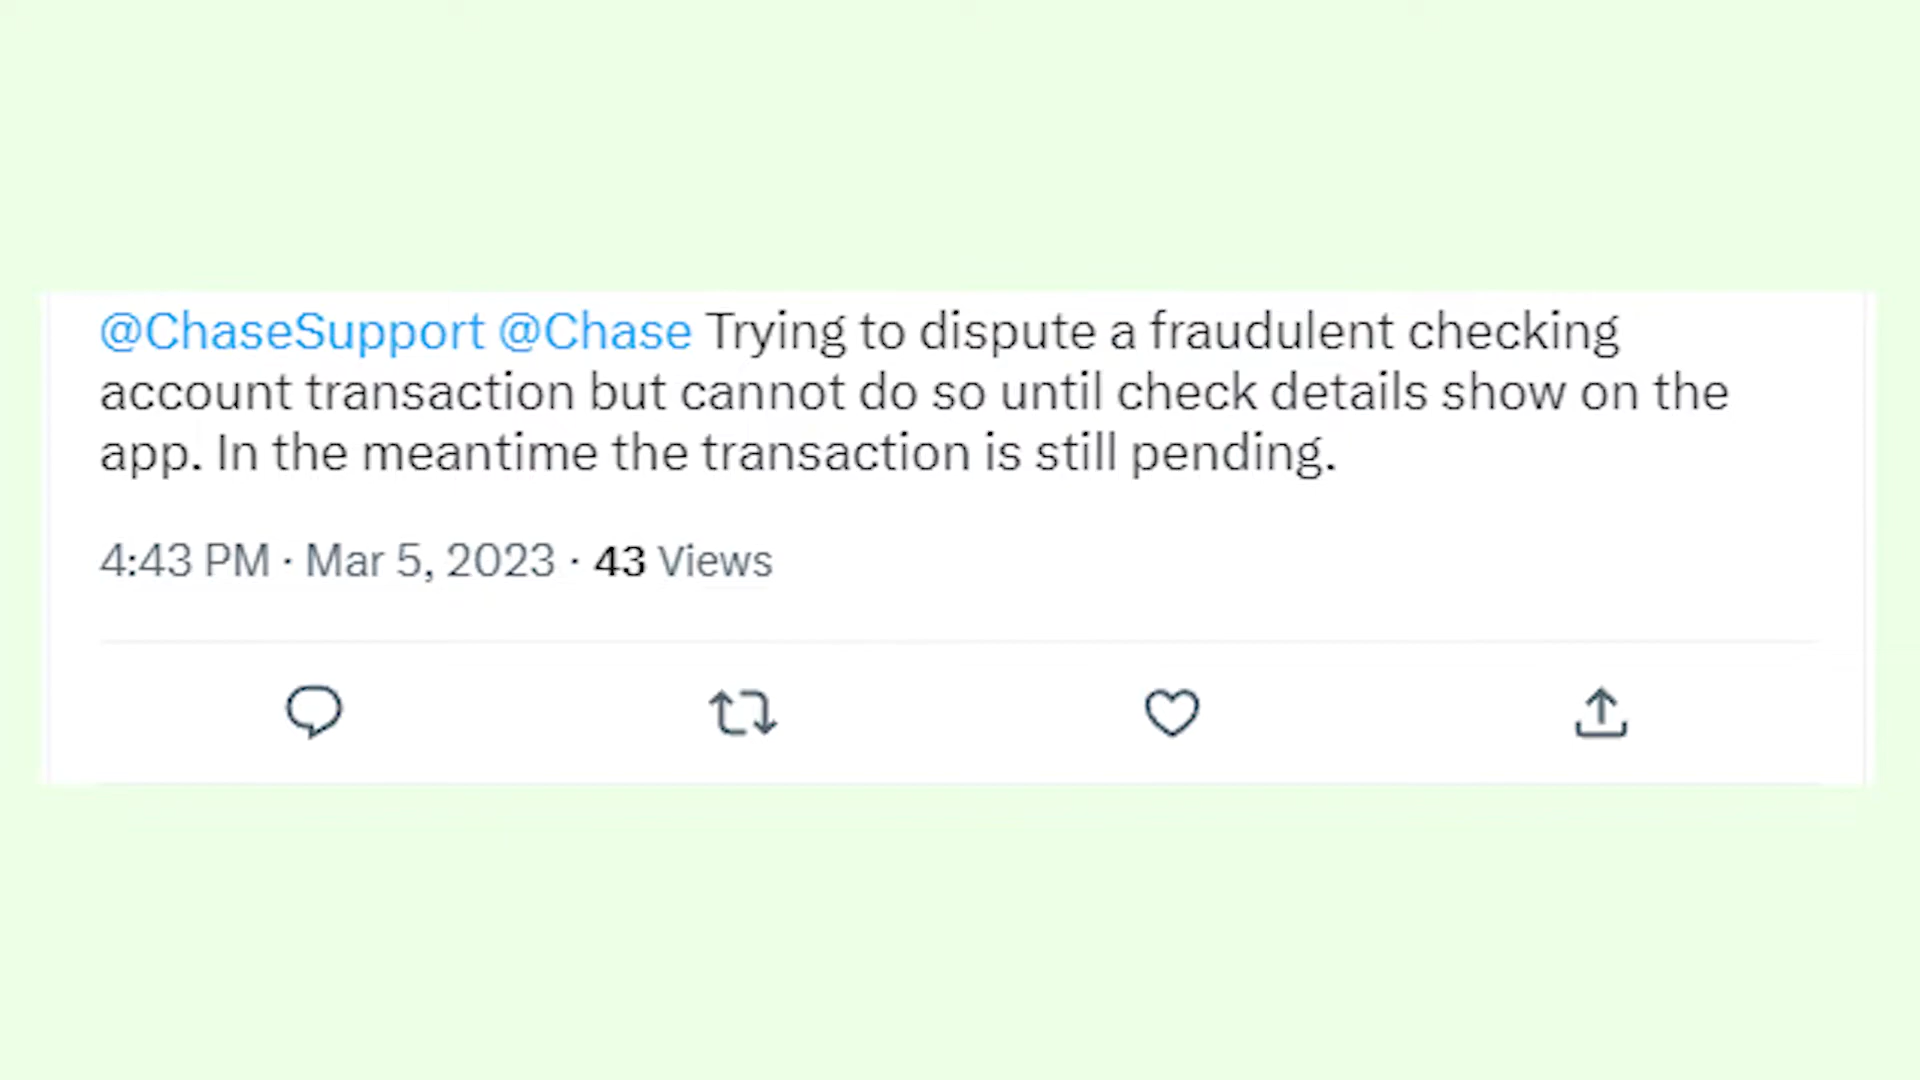 @ChaseSupport @Chase Trying to dispute a fraudulent checking
account transaction but cannot do so until check details show on the
app. In the meantime the transaction is still pending.
4:43 PM · Mar 5, 2023 · 43 Views